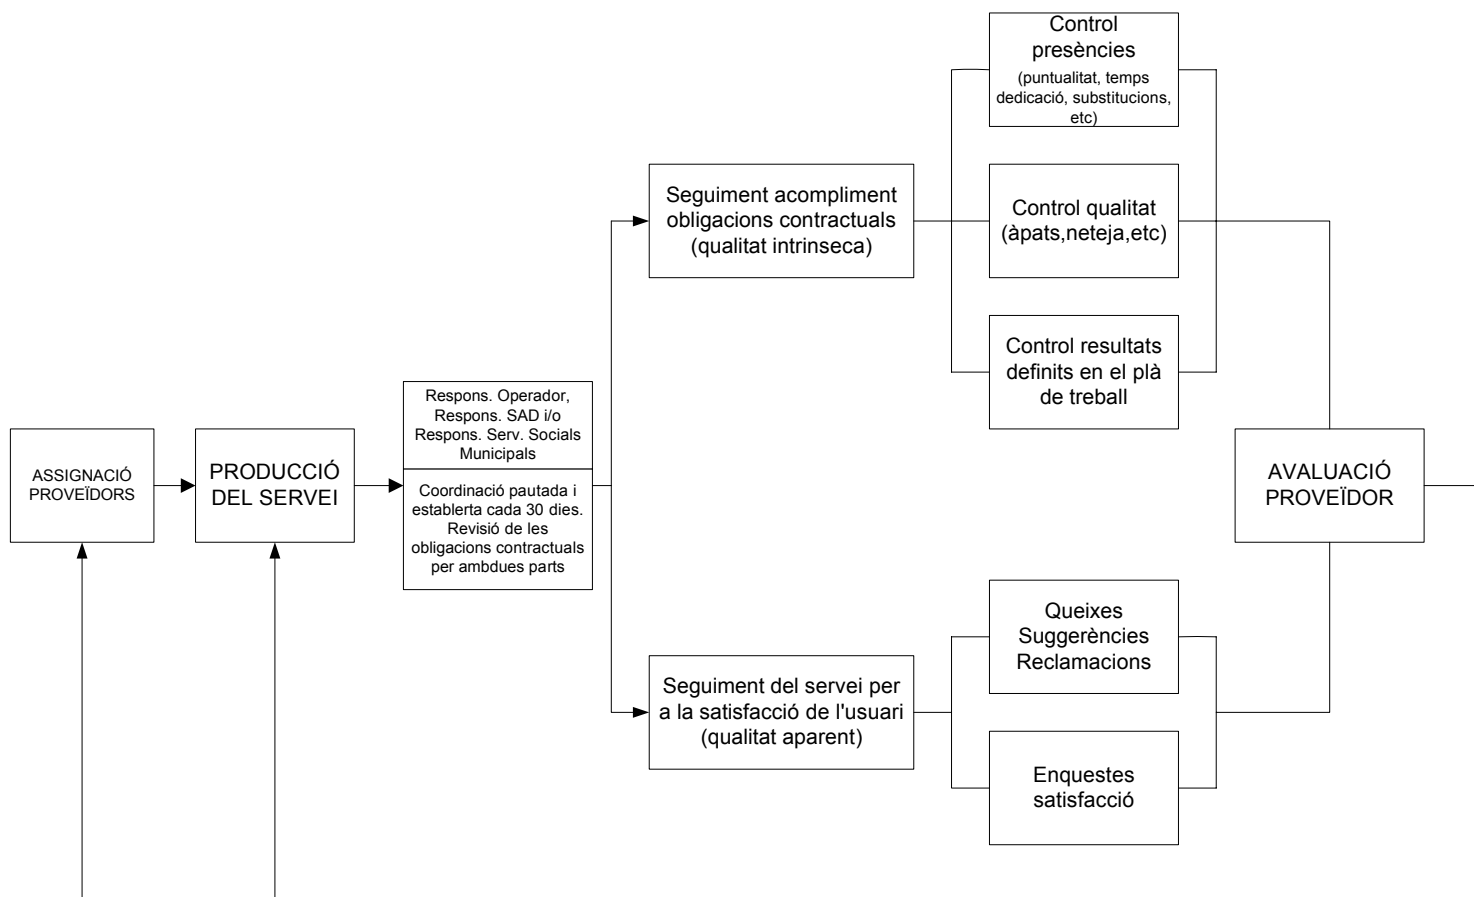 Control
presències
(puntualitat, temps
dedicació, substitucions,
etc)
Seguiment acompliment
obligacions contractuals
(qualitat intrinseca)
Control qualitat
(àpats,neteja,etc)
Control resultats
definits en el plà
de treball
Respons. Operador,
Respons. SAD i/o
Respons. Serv. Socials
Municipals
ASSIGNACIÓ
PROVEÏDORS
PRODUCCIÓ
DEL SERVEI
Coordinació pautada i
establerta cada 30 dies.
Revisió de les
obligacions contractuals
per ambdues parts
AVALUACIÓ
PROVEÏDOR
Queixes
Suggerències
Reclamacions
Seguiment del servei per
a la satisfacció de l'usuari
(qualitat aparent)
Enquestes
satisfacció